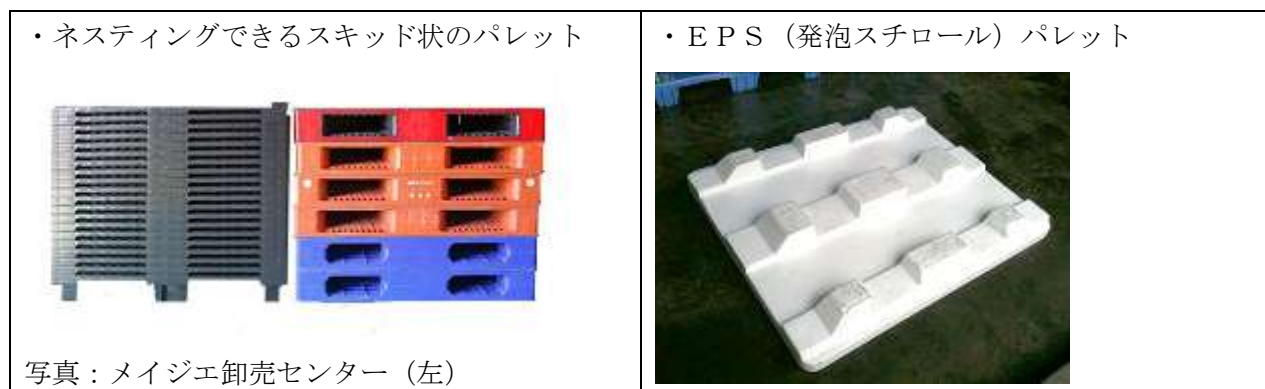 ・ネスティングできるスキッド状のパレット
写真：メイジエ卸売センター（左）
・ＥＰＳ（発泡スチロール）パレット